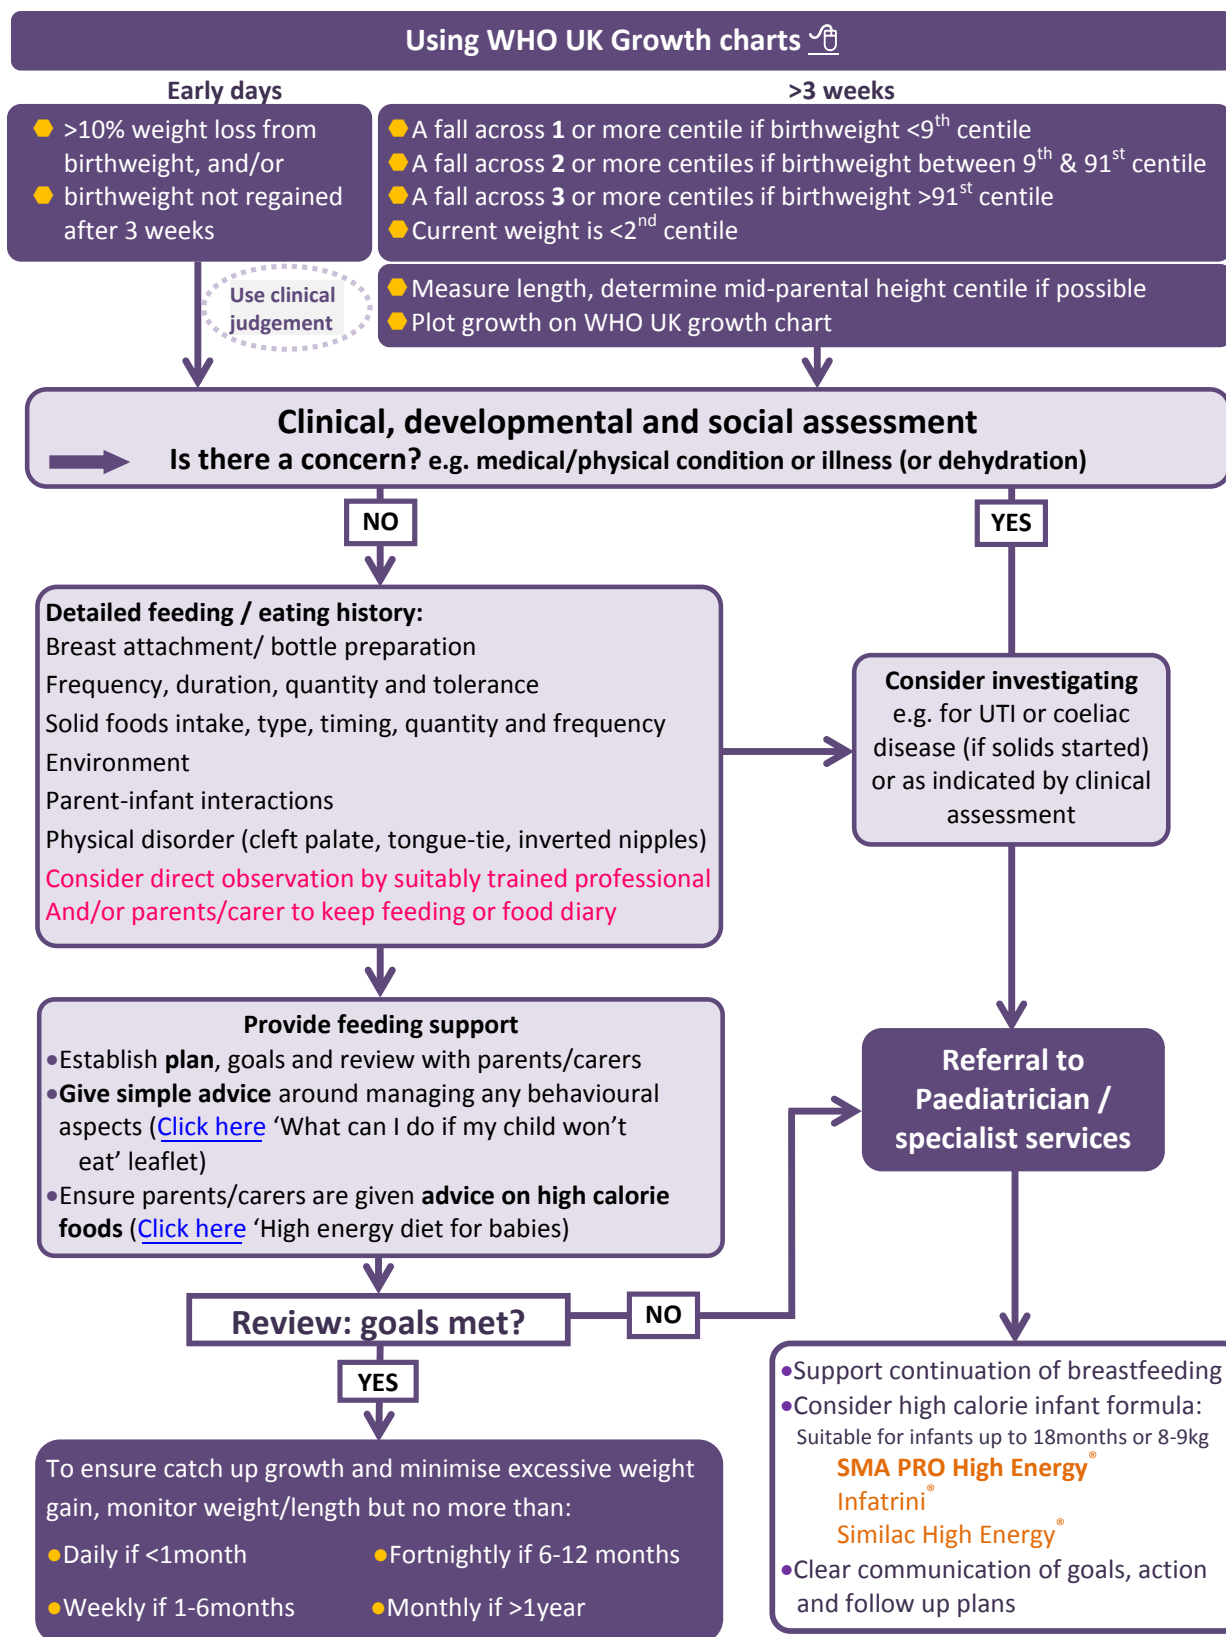 Using WHO UK Growth charts
Early days
>10% weight loss from
birthweight, and/or
birthweight not regained
after 3 weeks
>3 weeks
A fall across 1 or more centile if birthweight <9th centile
A fall across 2 or more centiles if birthweight between 9th & 91st centile
A fall across 3 or more centiles if birthweight >91st centile
Current weight is <2nd centile
Use clinical
judgement
Measure length, determine mid-parental height centile if possible
Plot growth on WHO UK growth chart
Clinical, developmental and social assessment
Is there a concern? e.g. medical/physical condition or illness (or dehydration)
NO
YES
Detailed feeding / eating history:
Breast attachment/ bottle preparation
Frequency, duration, quantity and tolerance
Solid foods intake, type, timing, quantity and frequency
Environment
Parent-infant interactions
Physical disorder (cleft palate, tongue-tie, inverted nipples)
Consider direct observation by suitably trained professional
And/or parents/carer to keep feeding or food diary
Consider investigating
e.g. for UTI or coeliac
disease (if solids started)
or as indicated by clinical
assessment
Provide feeding support
•Establish plan, goals and review with parents/carers
•Give simple advice around managing any behavioural
aspects (Click here ‘What can I do if my child won’t
eat’ leaflet)
•Ensure parents/carers are given advice on high calorie
foods (Click here ‘High energy diet for babies)
Referral to
Paediatrician /
specialist services
Review: goals met?
NO
YES
To ensure catch up growth and minimise excessive weight
gain, monitor weight/length but no more than:
•Daily if <1month
•Fortnightly if 6-12 months
•Weekly if 1-6months
•Monthly if >1year
•Support continuation of breastfeeding
•Consider high calorie infant formula:
Suitable for infants up to 18months or 8-9kg
SMA PRO High Energy®
Infatrini®
Similac High Energy®
•Clear communication of goals, action
and follow up plans